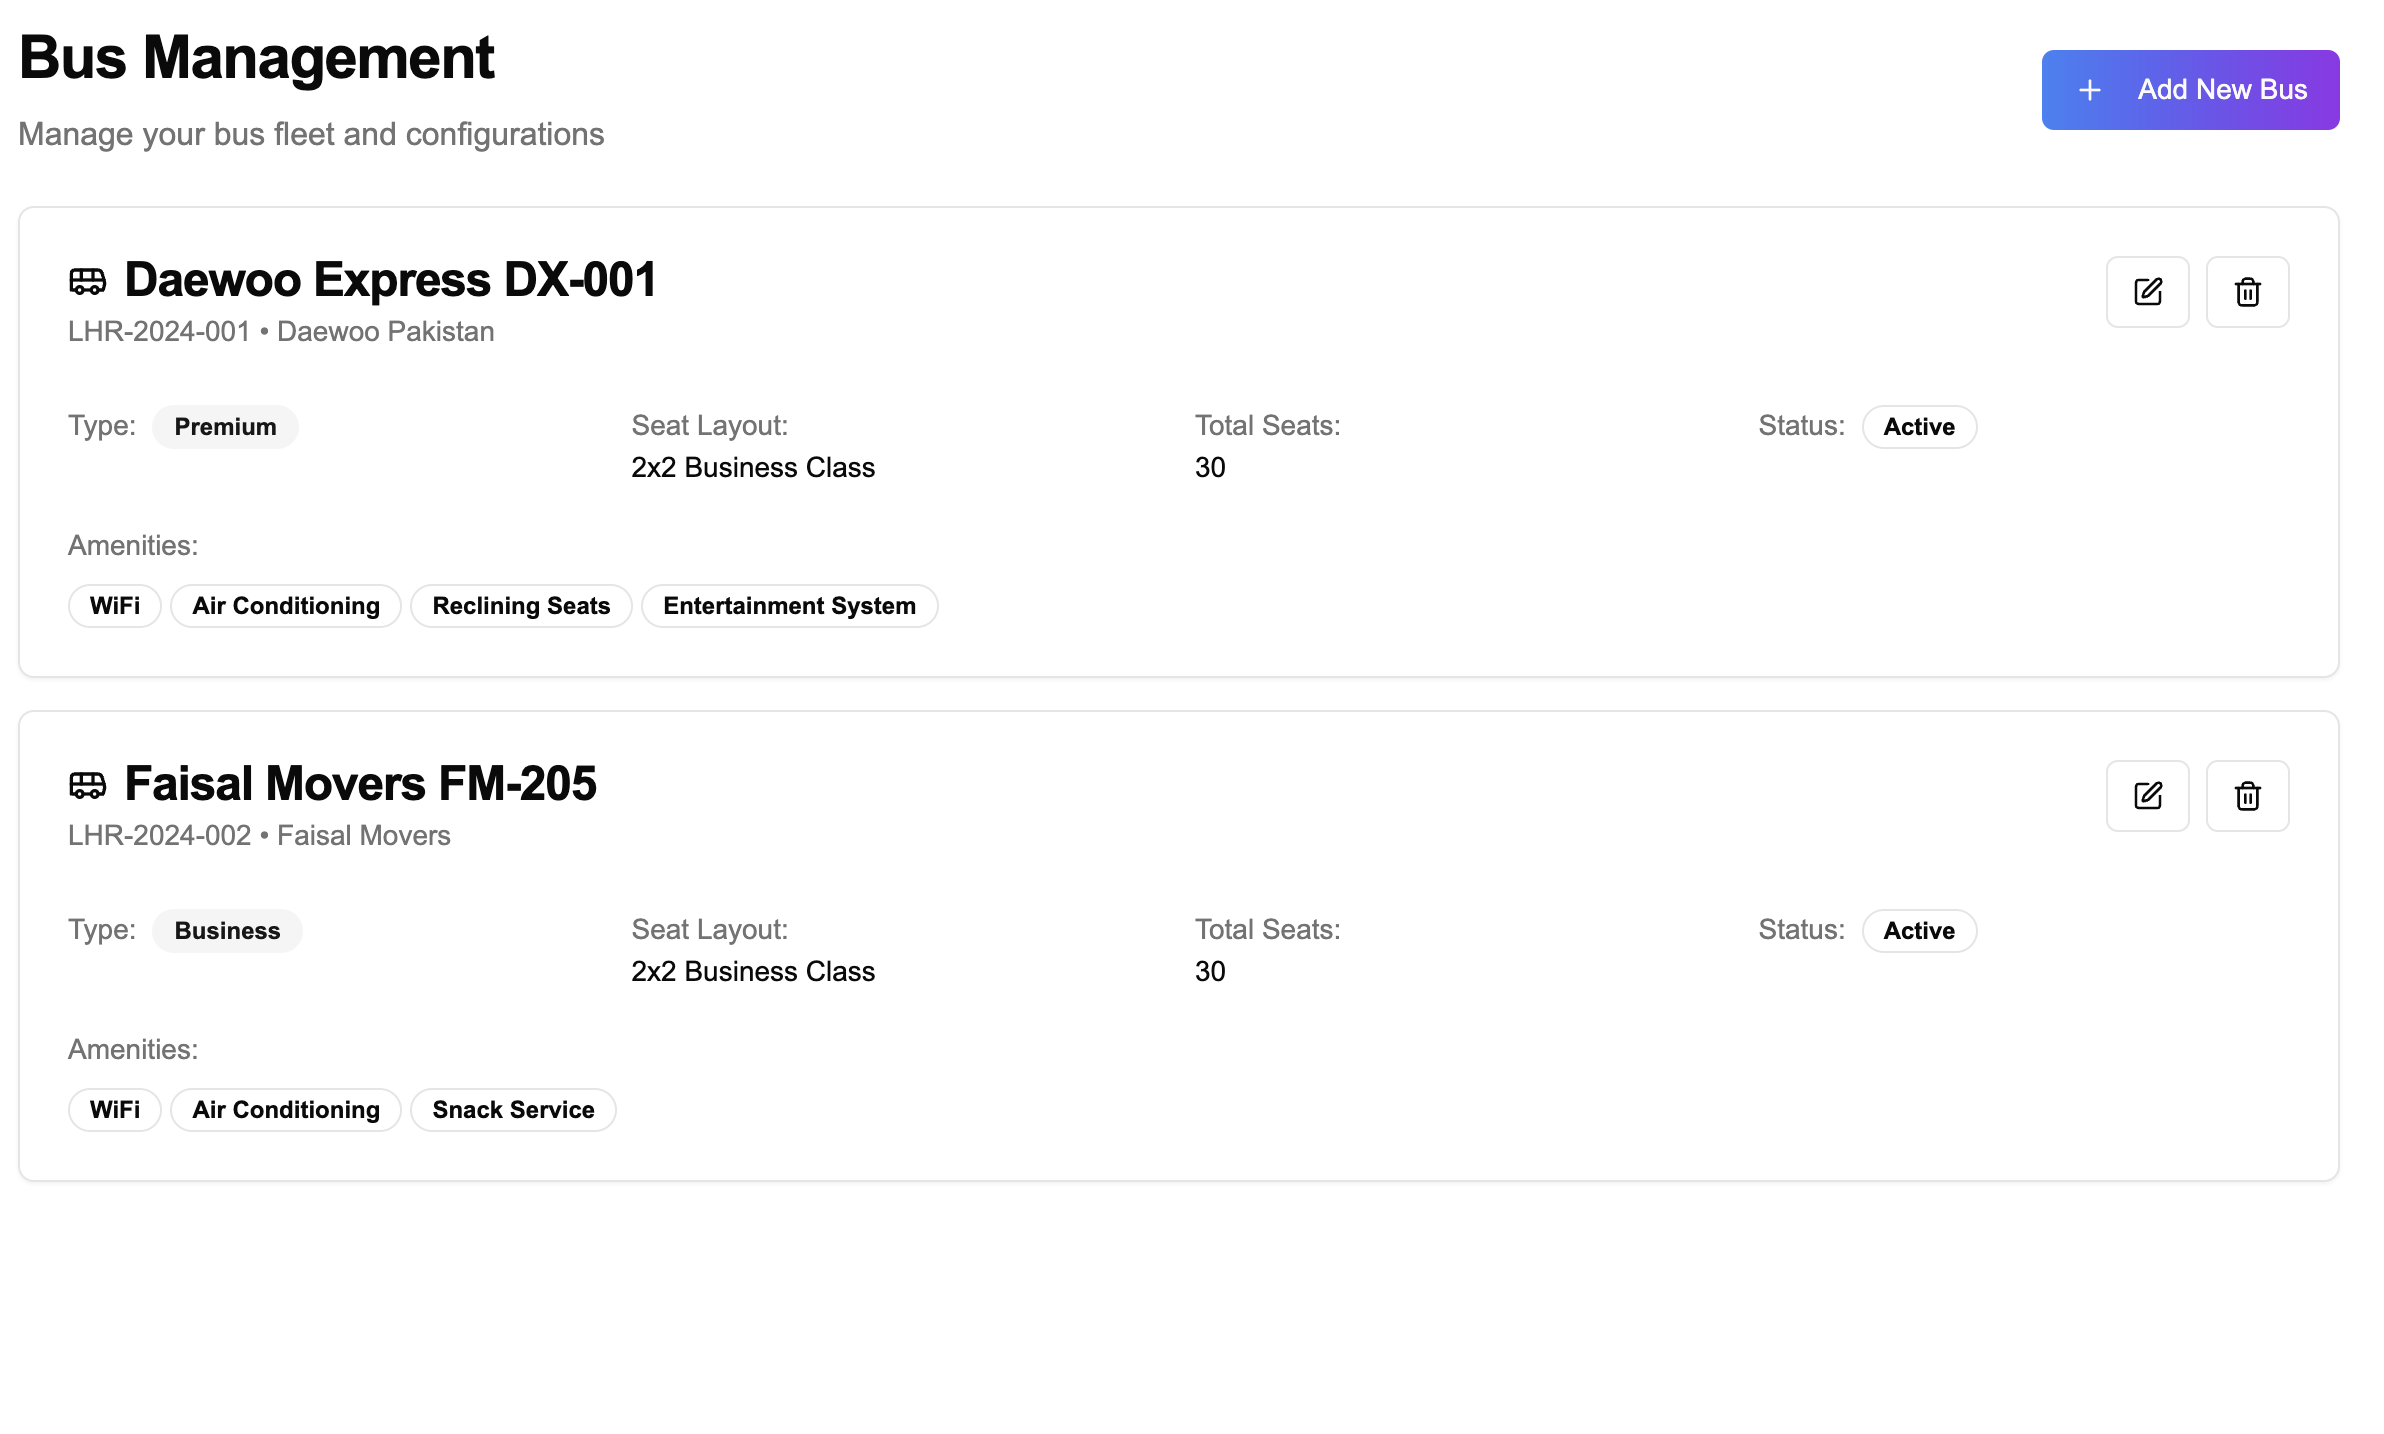 Bus Management
Manage your bus fleet and configurations
Add New Bus
Daewoo Express DX-001
LHR-2024-001 • Daewoo Pakistan
Type: Premium
Seat Layout:
2x2 Business Class
Total Seats:
30
Status: Active
Amenities:
WiFi Air Conditioning Reclining Seats Entertainment System
Faisal Movers FM-205
LHR-2024-002 • Faisal Movers
Type: Business
Seat Layout:
2x2 Business Class
Total Seats:
30
Status: Active
Amenities:
WiFi Air Conditioning Snack Service